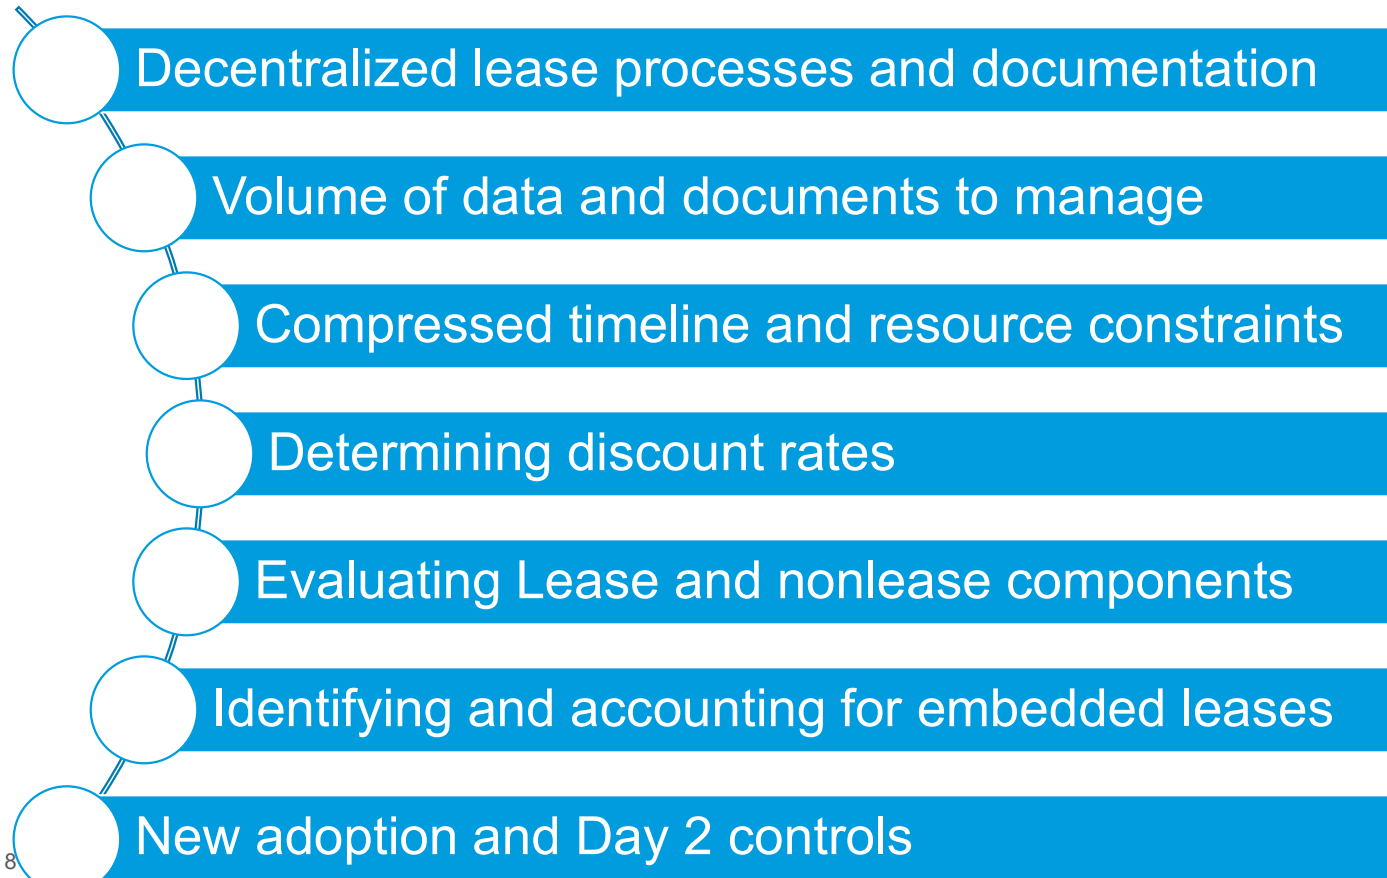 Decentralized lease processes and documentation
Volume of data and documents to manage
Compressed timeline and resource constraints
Determining discount rates
Evaluating Lease and nonlease components
Identifying and accounting for embedded leases
New adoption and Day 2 controls
8